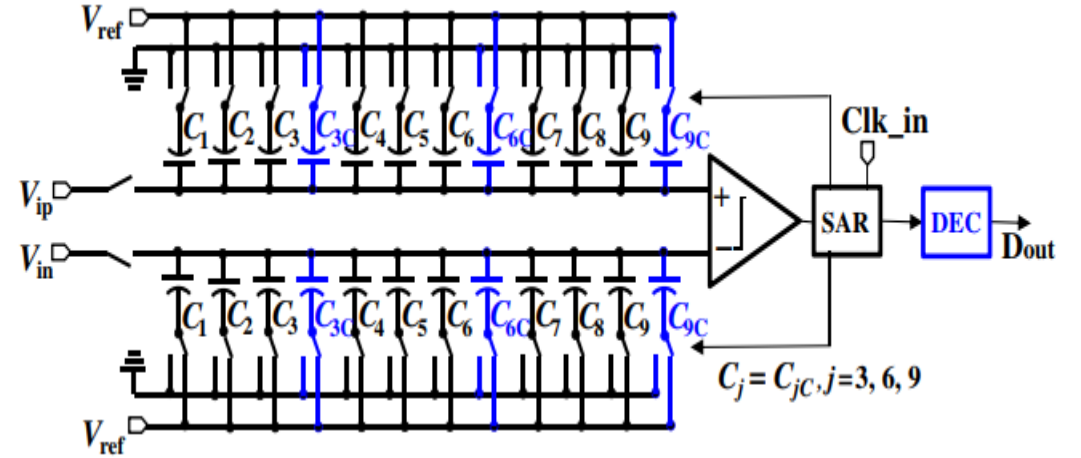 Vref
C1 C2 C3 C3C C4 C5 C6 C6C C7 C8 C9 C9C
Clk_in
Vip
+
SAR
DEC
Dout
Vin
−
C1 C2 C3 C3C C4 C5 C6 C6C C7 C8 C9 C9C
Cj = CjC, j=3, 6, 9
Vref